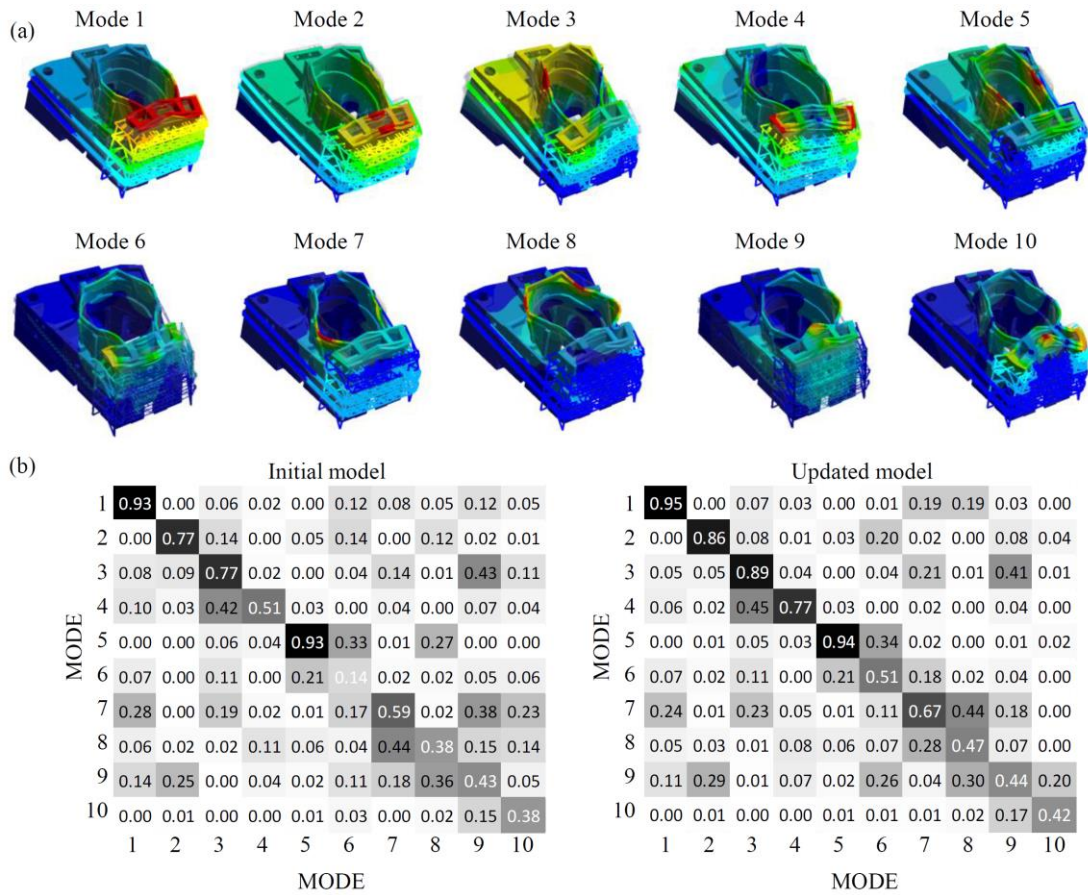 (a)
Mode 1 Mode 2 Mode 3 Mode 4 Mode 5
Mode 6 Mode 7 Mode 8 Mode 9 Mode 10
(b)
Initial model
MODE
1 0.93 0.00 0.06 0.02 0.00 0.12 0.08 0.05 0.12 0.05
2 0.00 0.77 0.14 0.00 0.05 0.14 0.00 0.12 0.02 0.01
3 0.08 0.09 0.77 0.02 0.00 0.04 0.14 0.01 0.43 0.11
4 0.10 0.03 0.42 0.51 0.03 0.00 0.04 0.00 0.07 0.04
5 0.00 0.00 0.06 0.04 0.93 0.33 0.01 0.27 0.00 0.00
6 0.07 0.00 0.11 0.00 0.21 0.14 0.02 0.02 0.05 0.06
7 0.28 0.00 0.19 0.02 0.01 0.17 0.59 0.02 0.38 0.23
8 0.06 0.02 0.02 0.11 0.06 0.04 0.44 0.38 0.15 0.14
9 0.14 0.25 0.00 0.04 0.02 0.11 0.18 0.36 0.43 0.05
10 0.00 0.01 0.00 0.00 0.01 0.03 0.00 0.02 0.15 0.38
1 2 3 4 5 6 7 8 9 10
MODE
Updated model
MODE
1 0.95 0.00 0.07 0.03 0.00 0.01 0.19 0.19 0.03 0.00
2 0.00 0.86 0.08 0.01 0.03 0.20 0.02 0.00 0.08 0.04
3 0.05 0.05 0.89 0.04 0.00 0.04 0.21 0.01 0.41 0.01
4 0.06 0.02 0.45 0.77 0.03 0.00 0.02 0.00 0.04 0.00
5 0.00 0.01 0.05 0.03 0.94 0.34 0.02 0.00 0.01 0.02
6 0.07 0.02 0.11 0.00 0.21 0.51 0.18 0.02 0.04 0.00
7 0.24 0.01 0.23 0.05 0.01 0.11 0.67 0.44 0.18 0.00
8 0.05 0.03 0.01 0.08 0.06 0.07 0.28 0.47 0.07 0.00
9 0.11 0.29 0.01 0.07 0.02 0.26 0.04 0.30 0.44 0.20
10 0.00 0.01 0.00 0.00 0.01 0.01 0.01 0.02 0.17 0.42
1 2 3 4 5 6 7 8 9 10
MODE